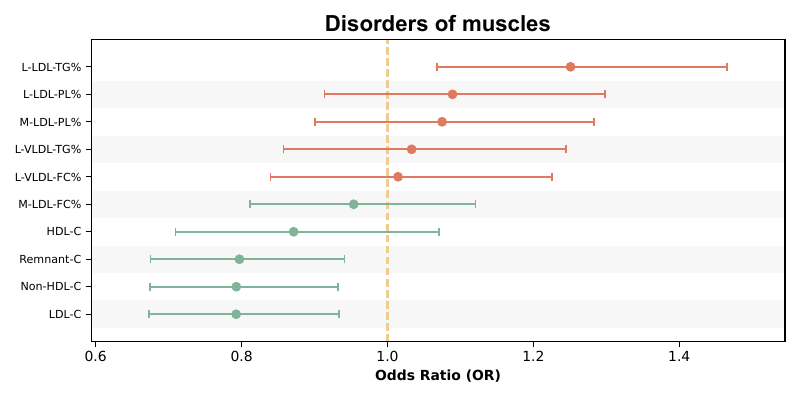 Disorders of muscles
L-LDL-TG%
L-LDL-PL%
M-LDL-PL%
L-VLDL-TG%
L-VLDL-FC%
M-LDL-FC%
HDL-C
Remnant-C
Non-HDL-C
LDL-C
0.6 0.8 1.0 1.2 1.4
Odds Ratio (OR)